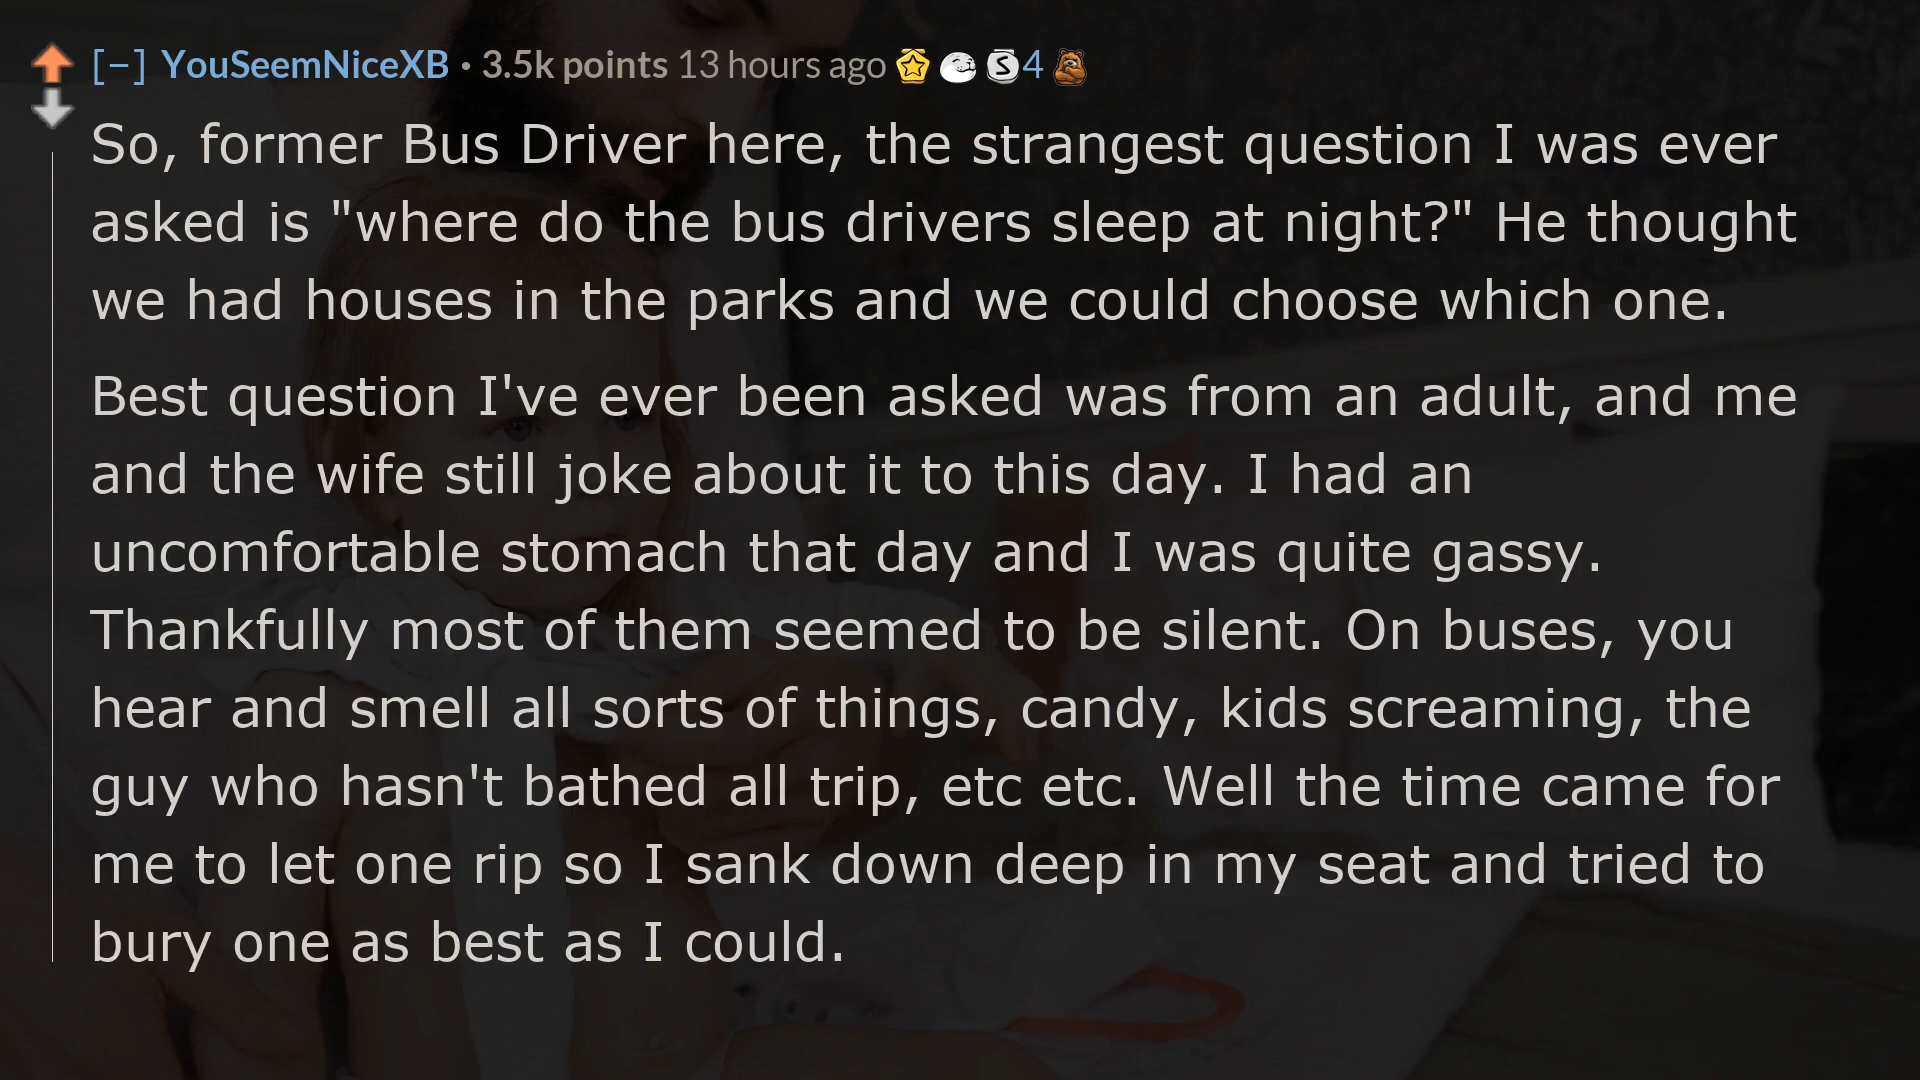 [–] YouSeemNiceXB • 3.5k points 13 hours ago S 4
So, former Bus Driver here, the strangest question I was ever
asked is "where do the bus drivers sleep at night?" He thought
we had houses in the parks and we could choose which one.
Best question I've ever been asked was from an adult, and me
and the wife still joke about it to this day. I had an
uncomfortable stomach that day and I was quite gassy.
Thankfully most of them seemed to be silent. On buses, you
hear and smell all sorts of things, candy, kids screaming, the
guy who hasn't bathed all trip, etc etc. Well the time came for
me to let one rip so I sank down deep in my seat and tried to
bury one as best as I could.